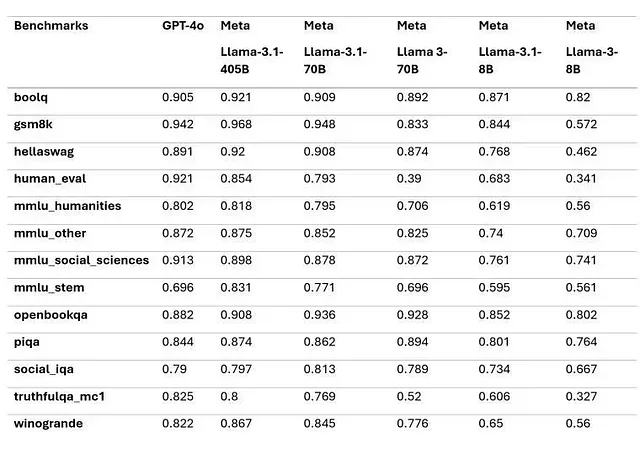 Benchmarks GPT-4o Meta Meta Meta Meta Meta
Llama-3.1- Llama-3.1- Llama 3- Llama-3.1- Llama-3-
405B 70B 70B 8B 8B
boolq 0.905 0.921 0.909 0.892 0.871 0.82
gsm8k 0.942 0.968 0.948 0.833 0.844 0.572
hellaswag 0.891 0.92 0.908 0.874 0.768 0.462
human_eval 0.921 0.854 0.793 0.39 0.683 0.341
mmlu_humanities 0.802 0.818 0.795 0.706 0.619 0.56
mmlu_other 0.872 0.875 0.852 0.825 0.74 0.709
mmlu_social_sciences 0.913 0.898 0.878 0.872 0.761 0.741
mmlu_stem 0.696 0.831 0.771 0.696 0.595 0.561
openbookqa 0.882 0.908 0.936 0.928 0.852 0.802
piqa 0.844 0.874 0.862 0.894 0.801 0.764
social_iqa 0.79 0.797 0.813 0.789 0.734 0.667
truthfulqa_mc1 0.825 0.8 0.769 0.52 0.606 0.327
winogrande 0.822 0.867 0.845 0.776 0.65 0.56